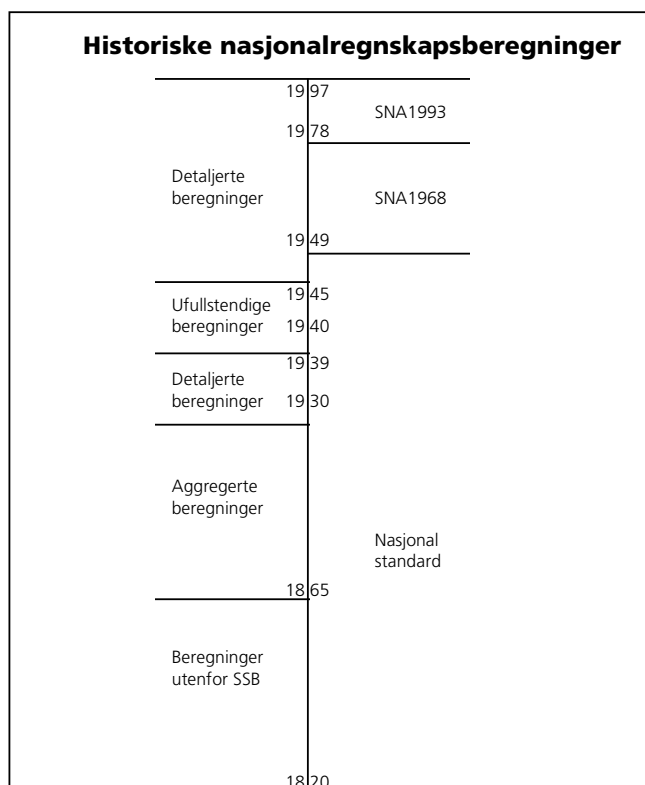 Historiske nasjonalregnskapsberegninger
1997
SNA1993
1978
Detaljerte
beregninger
SNA1968
1949
1945
Ufullstendige
beregninger
1940
1939
Detaljerte
beregninger
1930
Aggregerte
beregninger
Nasjonal
standard
1865
Beregninger
utenfor SSB
1820